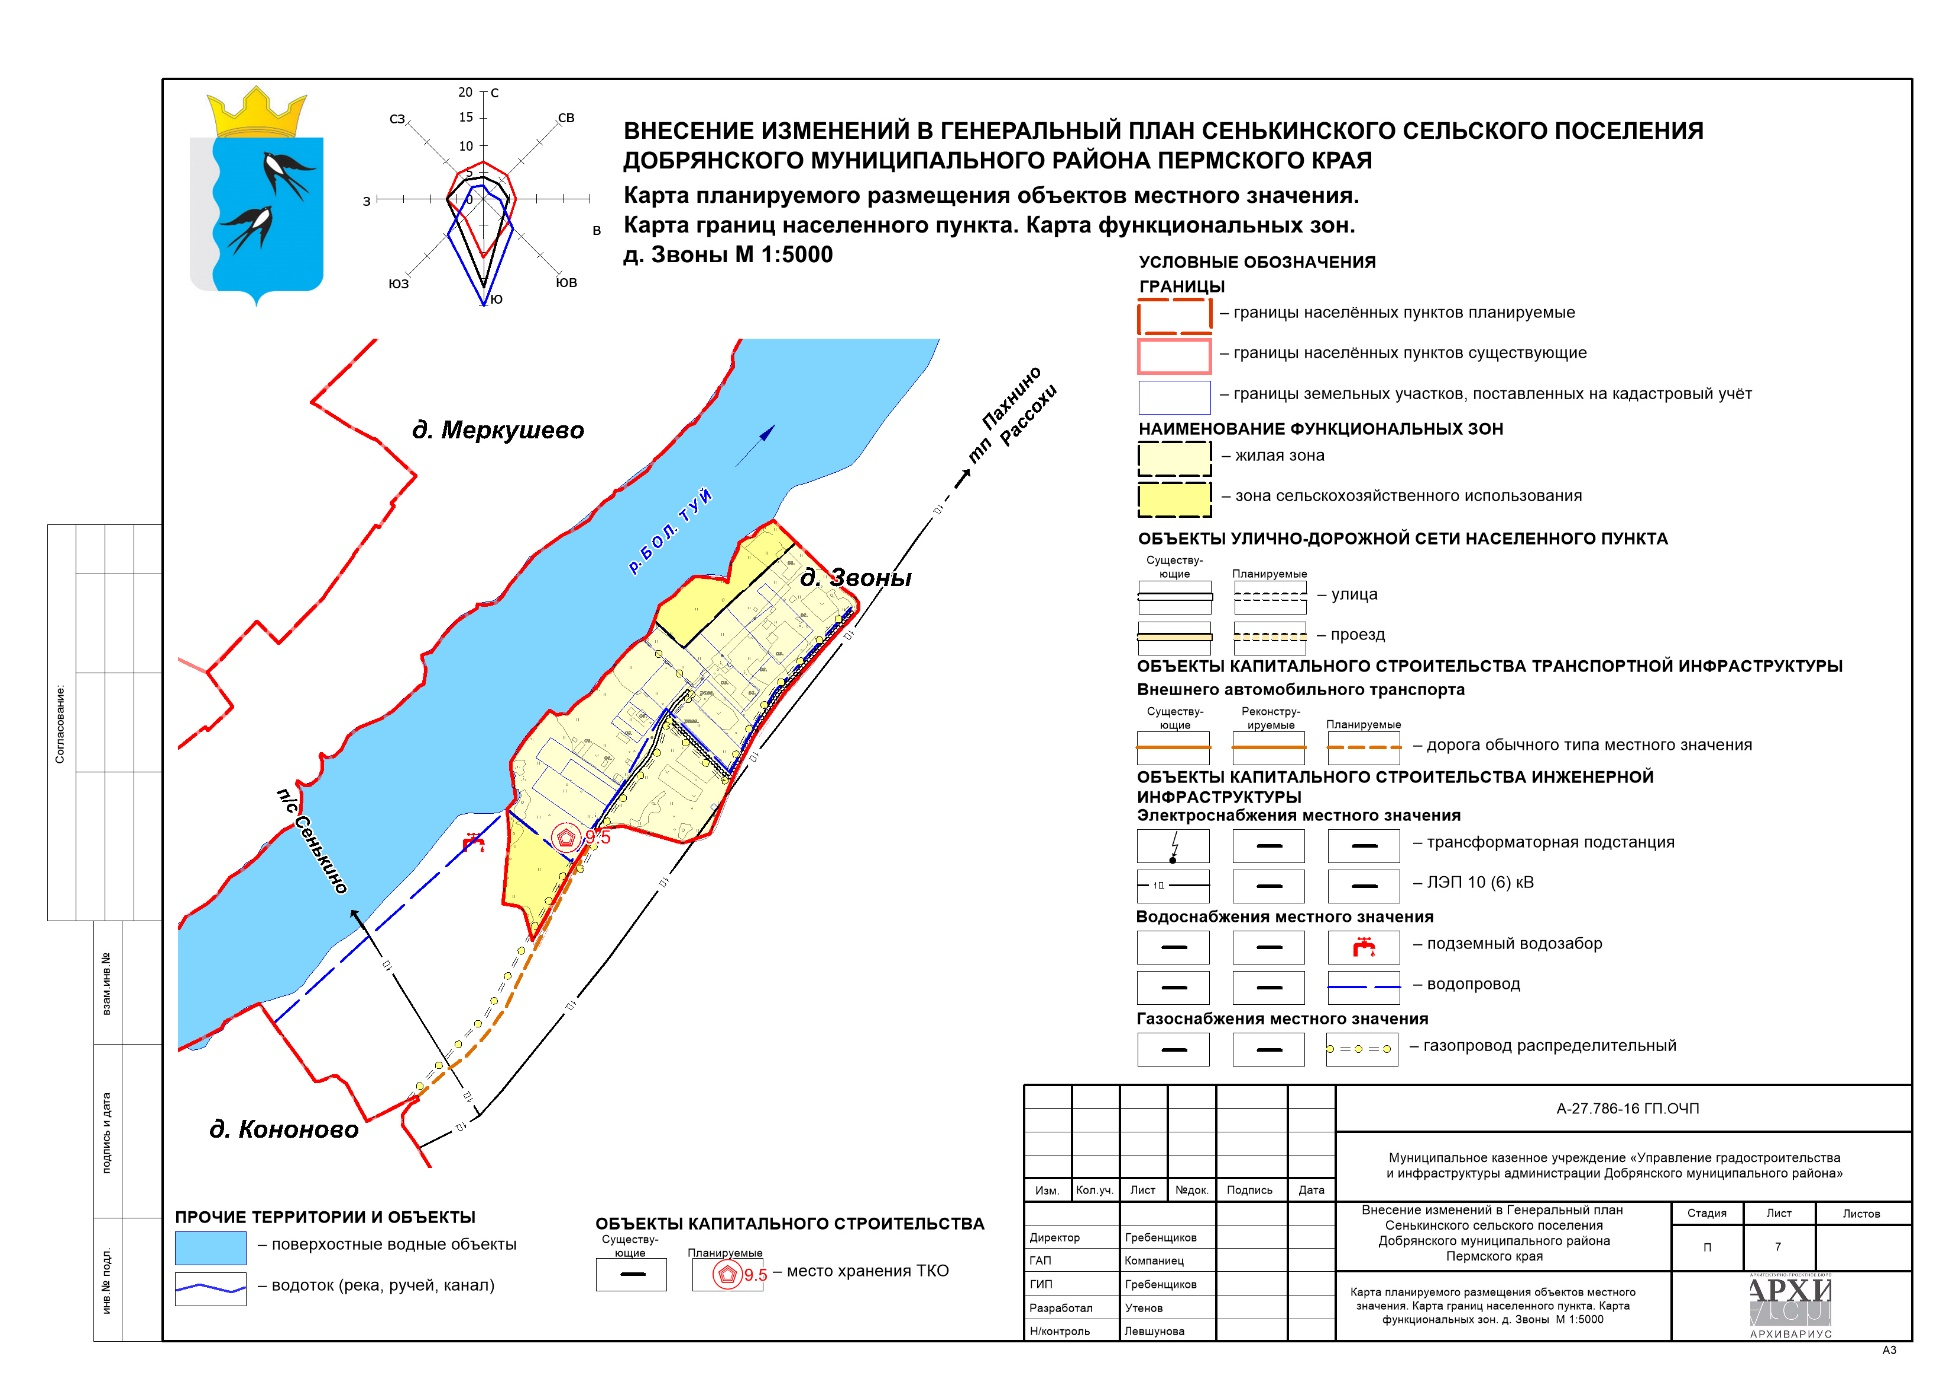 ВНЕСЕНИЕ ИЗМЕНЕНИЙ В ГЕНЕРАЛЬНЫЙ ПЛАН СЕНЬКИНСКОГО СЕЛЬСКОГО ПОСЕЛЕНИЯ
ДОБРЯНСКОГО МУНИЦИПАЛЬНОГО РАЙОНА ПЕРМСКОГО КРАЯ
Карта планируемого размещения объектов местного значения.
Карта границ населенного пункта. Карта функциональных зон.
д. Звоны М 1:5000
20 С
15
10
5
0
СЗ
СВ
З
В
ЮЗ
ЮВ
Ю
УСЛОВНЫЕ ОБОЗНАЧЕНИЯ
ГРАНИЦЫ
– границы населённых пунктов планируемые
– границы населённых пунктов существующие
– границы земельных участков, поставленных на кадастровый учёт
НАИМЕНОВАНИЕ ФУНКЦИОНАЛЬНЫХ ЗОН
– жилая зона
– зона сельскохозяйственного использования
ОБЪЕКТЫ УЛИЧНО-ДОРОЖНОЙ СЕТИ НАСЕЛЕННОГО ПУНКТА
Существу-
ющие
Планируемые
– улица
– проезд
ОБЪЕКТЫ КАПИТАЛЬНОГО СТРОИТЕЛЬСТВА ТРАНСПОРТНОЙ ИНФРАСТРУКТУРЫ
Внешнего автомобильного транспорта
Существу-
ющие
Реконстру-
ируемые
Планируемые
– дорога обычного типа местного значения
ОБЪЕКТЫ КАПИТАЛЬНОГО СТРОИТЕЛЬСТВА ИНЖЕНЕРНОЙ
ИНФРАСТРУКТУРЫ
Электроснабжения местного значения
– трансформаторная подстанция
10
– ЛЭП 10 (6) кВ
Водоснабжения местного значения
– подземный водозабор
– водопровод
Газоснабжения местного значения
– газопровод распределительный
д. Меркушево
р. БОЛ. ТУЙ
тп Пахнино
Рассохи
д. Звоны
п/с Сенькино
9.5
д. Кононово
10
10
10
10
10
10
10
10
ПРОЧИЕ ТЕРРИТОРИИ И ОБЪЕКТЫ
– поверхостные водные объекты
– водоток (река, ручей, канал)
ОБЪЕКТЫ КАПИТАЛЬНОГО СТРОИТЕЛЬСТВА
Существу-
ющие
Планируемые
9.5
– место хранения ТКО
Согласование:
взам.инв.№
подпись и дата
инв.№ подл.
А-27.786-16 ГП.ОЧП
Муниципальное казенное учреждение «Управление градостроительства
и инфраструктуры администрации Добрянского муниципального района»
Изм.
Кол.уч.
Лист
№док.
Подпись
Дата
Директор
Гребенщиков
ГАП
Компаниец
ГИП
Гребенщиков
Разработал
Утенов
Н/контроль
Левшунова
Внесение изменений в Генеральный план
Сенькинского сельского поселения
Добрянского муниципального района
Пермского края
Стадия
Лист
Листов
П
7
Карта планируемого размещения объектов местного
значения. Карта границ населенного пункта. Карта
функциональных зон. д. Звоны М 1:5000
АРХИ
АРХИВАРИУС
А3